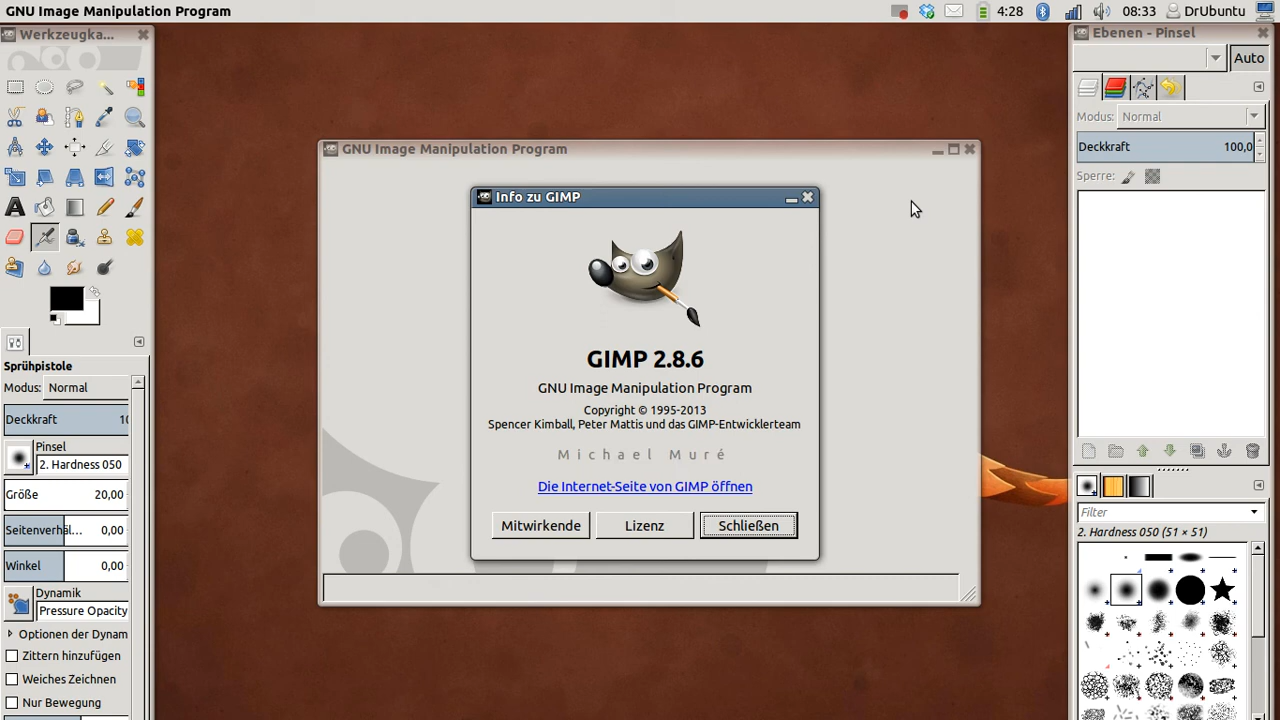 GNU Image Manipulation Program
4:28
08:33
DrUbuntu
Werkzeugka...
Sprühpistole
Modus: Normal
Deckkraft 10
Pinsel
2. Hardness 050
Größe 20,00
Seitenverhäl... 0,00
Winkel 0,00
Dynamik
Pressure Opacity
Optionen der Dynam
Zittern hinzufügen
Weiches Zeichnen
Nur Bewegung
GNU Image Manipulation Program
Info zu GIMP
GIMP 2.8.6
GNU Image Manipulation Program
Copyright © 1995-2013
Spencer Kimball, Peter Mattis und das GIMP-Entwicklerteam
Michael Muré
Die Internet-Seite von GIMP öffnen
Mitwirkende Lizenz Schließen
Ebenen - Pinsel
Auto
Modus: Normal
Deckkraft 100,0
Sperre:
Filter
2. Hardness 050 (51 × 51)